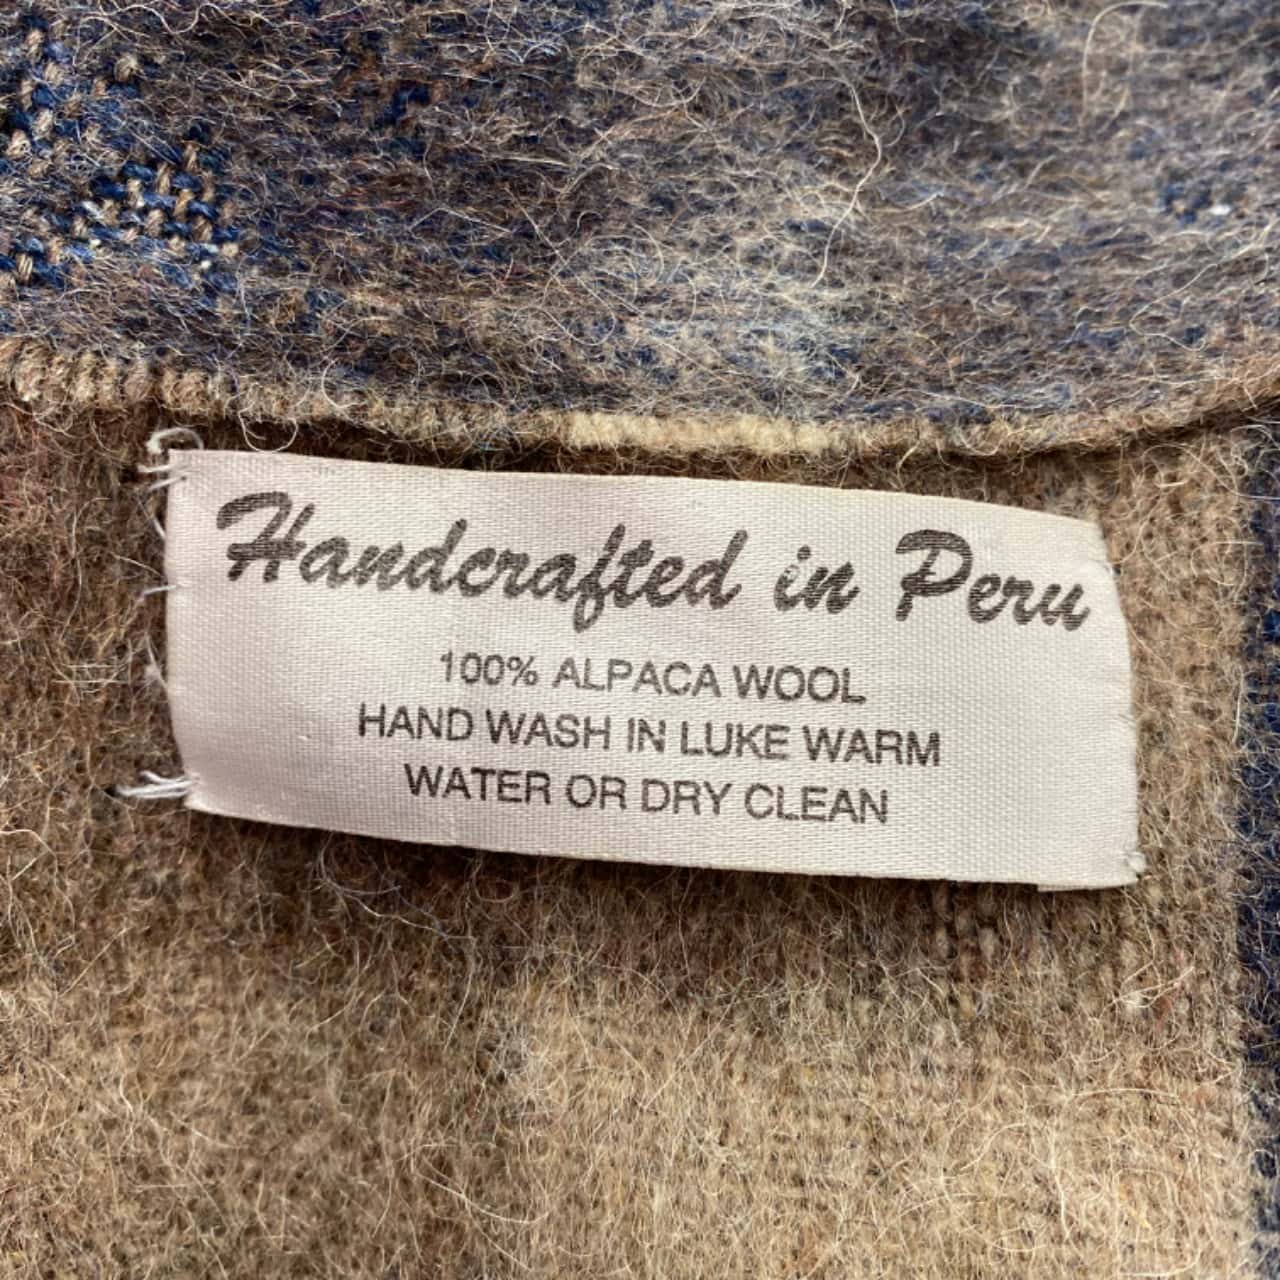 Handcrafted in Peru
100% ALPACA WOOL
HAND WASH IN LUKE WARM
WATER OR DRY CLEAN